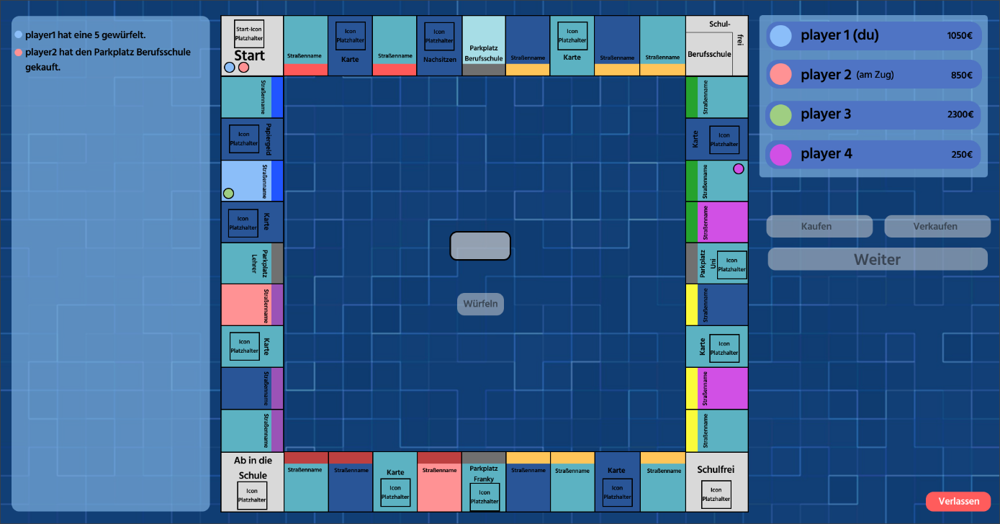 player1 hat eine 5 gewürfelt.
player2 hat den Parkplatz Berufsschule
gekauft.
Start-Icon
Platzhalter
Start
Straßenname
Icon
Platzhalter
Karte
Straßenname
Icon
Platzhalter
Nachsitzen
Parkplatz
Berufsschule
Straßenname
Icon
Platzhalter
Karte
Straßenname
Straßenname
Schul-
frei
Berufsschule
Straßenname
Icon
Platzhalter
Papiergeld
Straßenname
Icon
Platzhalter
Karte
Parkplatz
Lehrer
Straßenname
Icon
Platzhalter
Karte
Straßenname
Straßenname
Würfeln
Straßenname
Karte
Icon
Platzhalter
Straßenname
Straßenname
Parkplatz
Uni
Icon
Platzhalter
Straßenname
Karte
Icon
Platzhalter
Straßenname
Straßenname
Ab in die
Schule
Icon
Platzhalter
Straßenname
Straßenname
Karte
Icon
Platzhalter
Straßenname
Parkplatz
Franky
Icon
Platzhalter
Straßenname
Straßenname
Karte
Icon
Platzhalter
Straßenname
Schulfrei
Icon
Platzhalter
player 1 (du) 1050€
player 2 (am Zug) 850€
player 3 2300€
player 4 250€
Kaufen
Verkaufen
Weiter
Verlassen